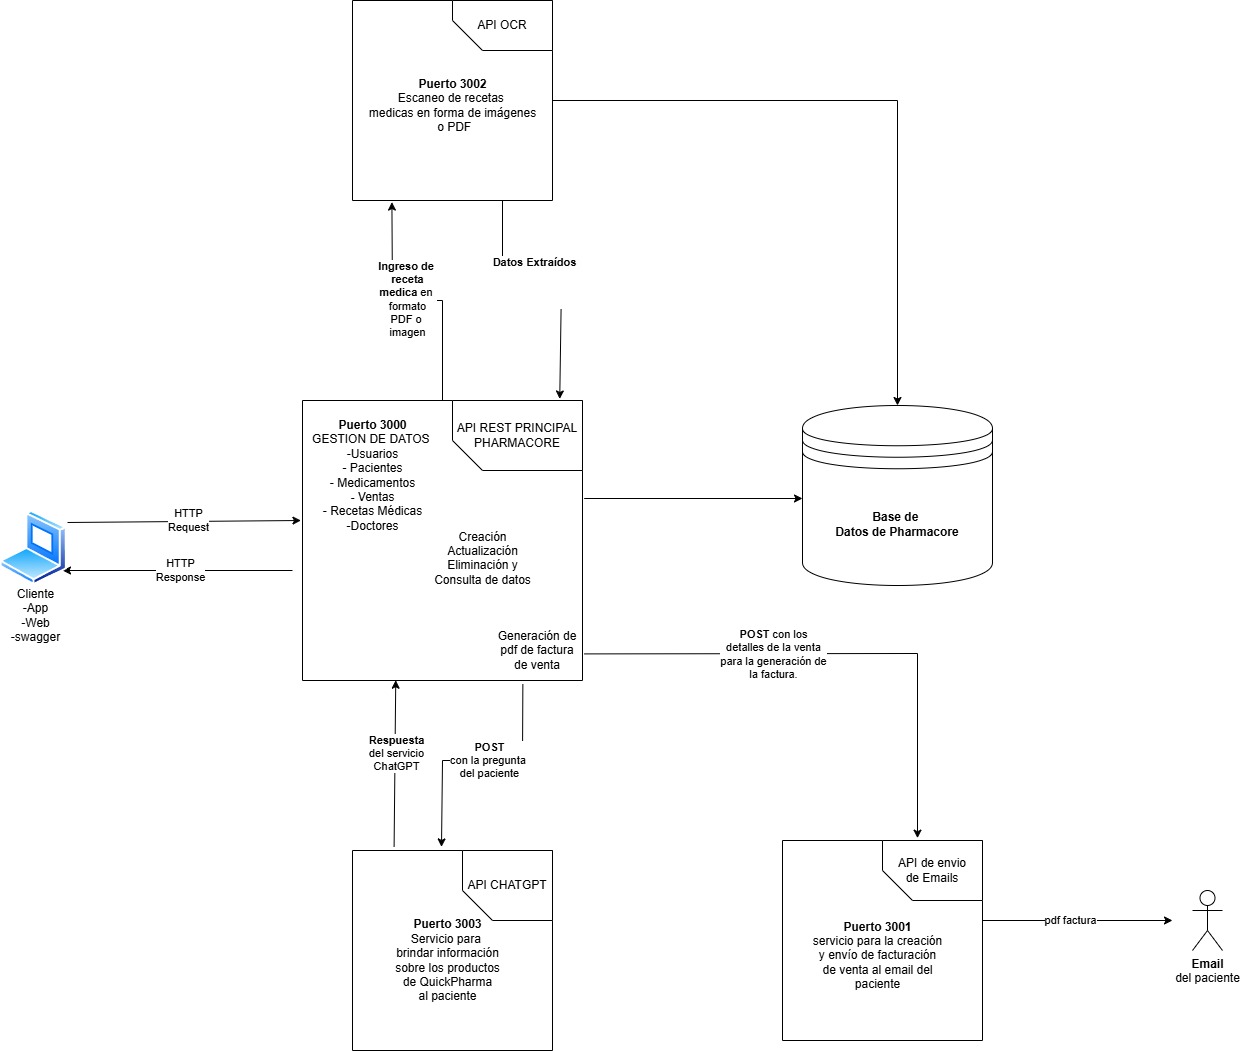 API OCR
Puerto 3002
Escaneo de recetas
medicas en forma de imágenes
o PDF
Ingreso de
receta
medica en
formato
PDF o
imagen
Datos Extraídos
Puerto 3000
GESTION DE DATOS
-Usuarios
- Pacientes
- Medicamentos
- Ventas
- Recetas Médicas
-Doctores
API REST PRINCIPAL
PHARMACORE
Creación
Actualización
Eliminación y
Consulta de datos
Generación de
pdf de factura
de venta
HTTP
Request
HTTP
Response
Cliente
-App
-Web
-swagger
Base de
Datos de Pharmacore
POST con los
detalles de la venta
para la generación de
la factura.
Respuesta
del servicio
ChatGPT
POST
con la pregunta
del paciente
API CHATGPT
Puerto 3003
Servicio para
brindar información
sobre los productos
de QuickPharma
al paciente
API de envio
de Emails
Puerto 3001
servicio para la creación
y envío de facturación
de venta al email del
paciente
pdf factura
Email
del paciente